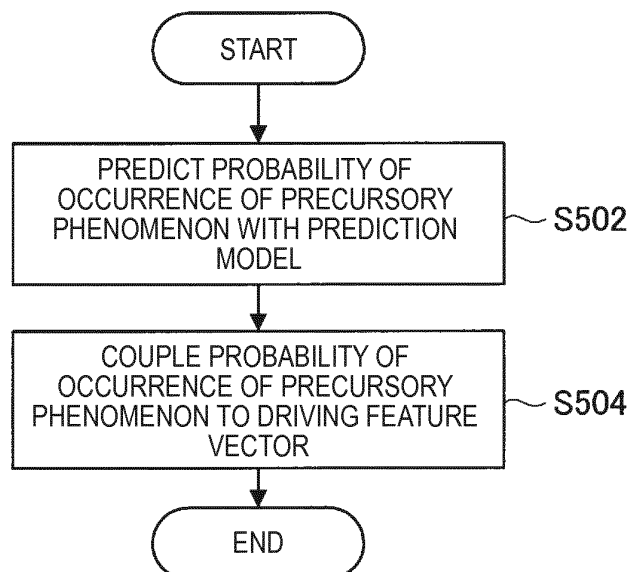 START
PREDICT PROBABILITY OF
OCCURRENCE OF PRECURSORY
PHENOMENON WITH PREDICTION
MODEL
S502
COUPLE PROBABILITY OF
OCCURRENCE OF PRECURSORY
PHENOMENON TO DRIVING FEATURE
VECTOR
S504
END